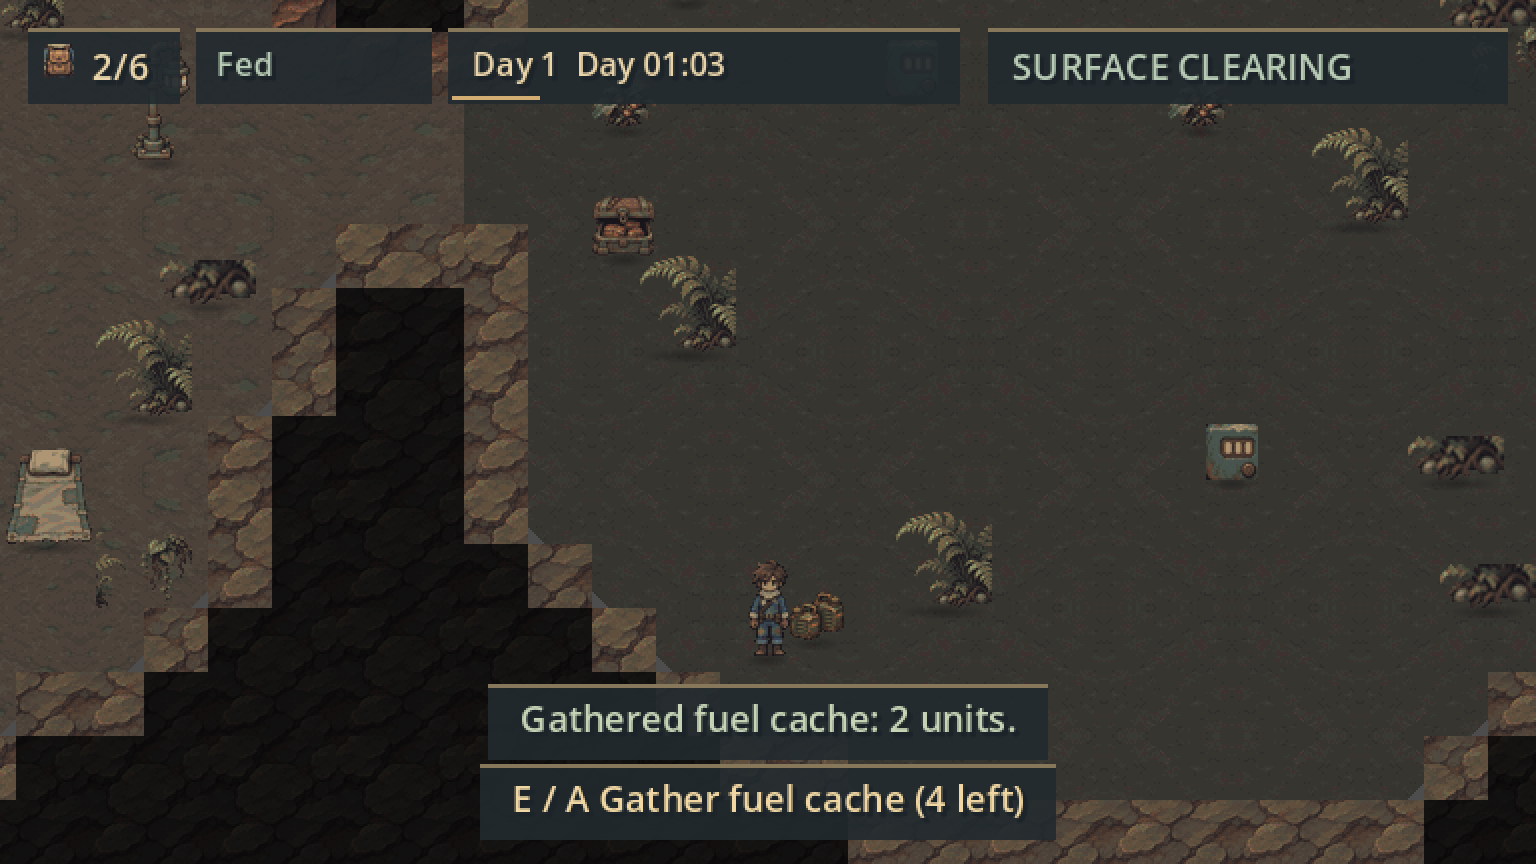 2/6
Fed
Day 1 Day 01:03
SURFACE CLEARING
Gathered fuel cache: 2 units.
E / A Gather fuel cache (4 left)